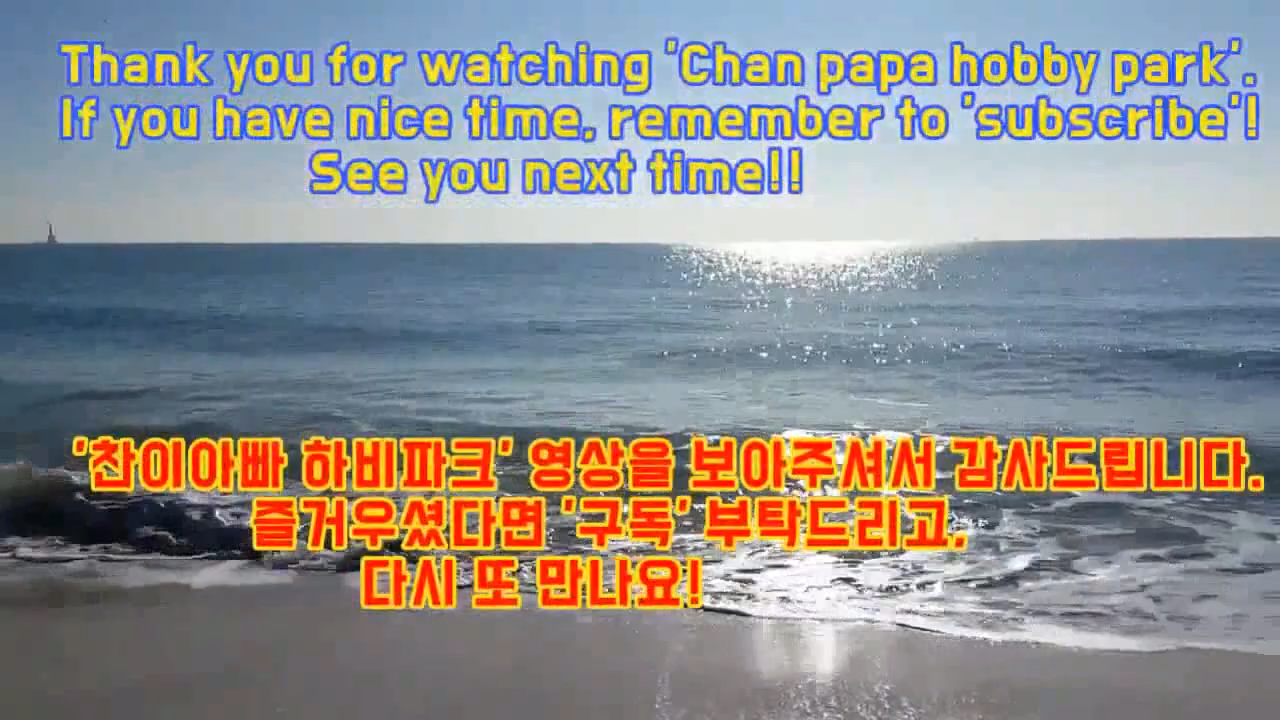 Thank you for watching 'Chan papa hobby park'.
If you have nice time, remember to 'subscribe'!
See you next time!!
'찬이아빠 하비파크' 영상을 보아주셔서 감사드립니다.
즐거우셨다면 '구독' 부탁드리고,
다시 또 만나요!